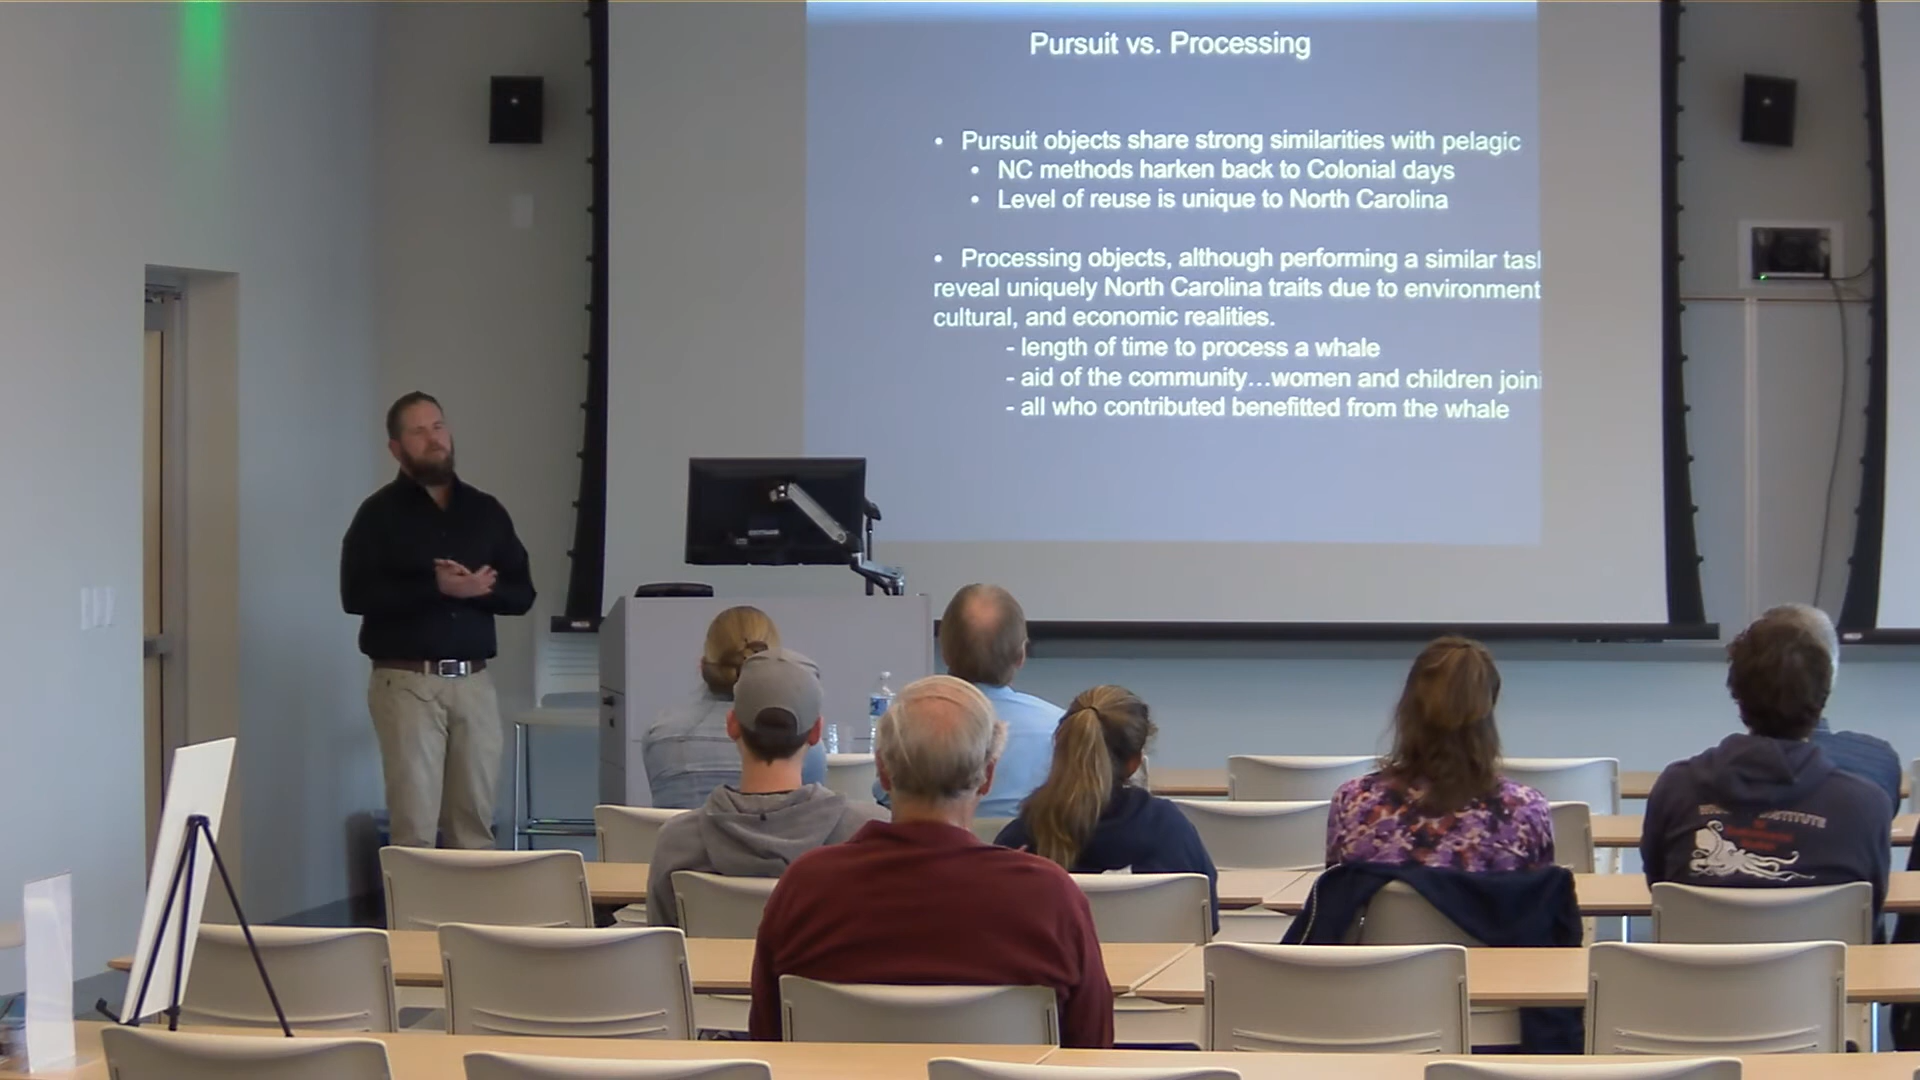 Pursuit vs. Processing
• Pursuit objects share strong similarities with pelagic
• NC methods harken back to Colonial days
• Level of reuse is unique to North Carolina
• Processing objects, although performing a similar tas
reveal uniquely North Carolina traits due to environment
cultural, and economic realities.
- length of time to process a whale
- aid of the community...women and children join
- all who contributed benefitted from the whale